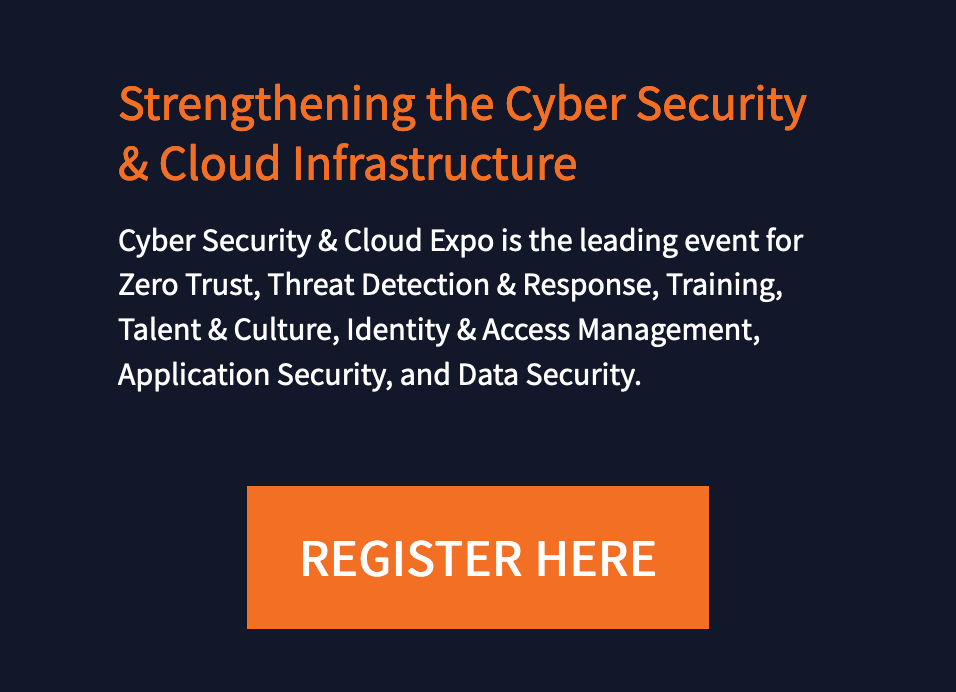 Strengthening the Cyber Security
& Cloud Infrastructure
Cyber Security & Cloud Expo is the leading event for
Zero Trust, Threat Detection & Response, Training,
Talent & Culture, Identity & Access Management,
Application Security, and Data Security.
REGISTER HERE